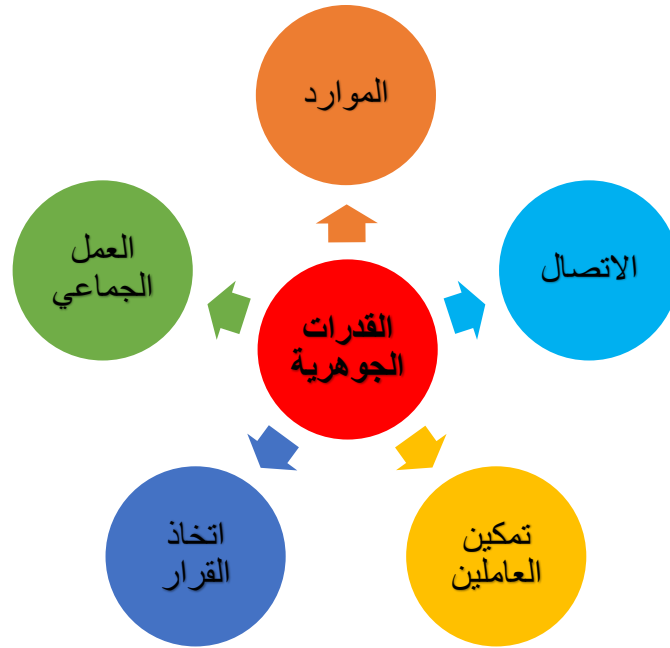 الموارد
الاتصال
العمل
الجماعي
القدرات
الجوهرية
تمكين
العاملين
اتخاذ
القرار